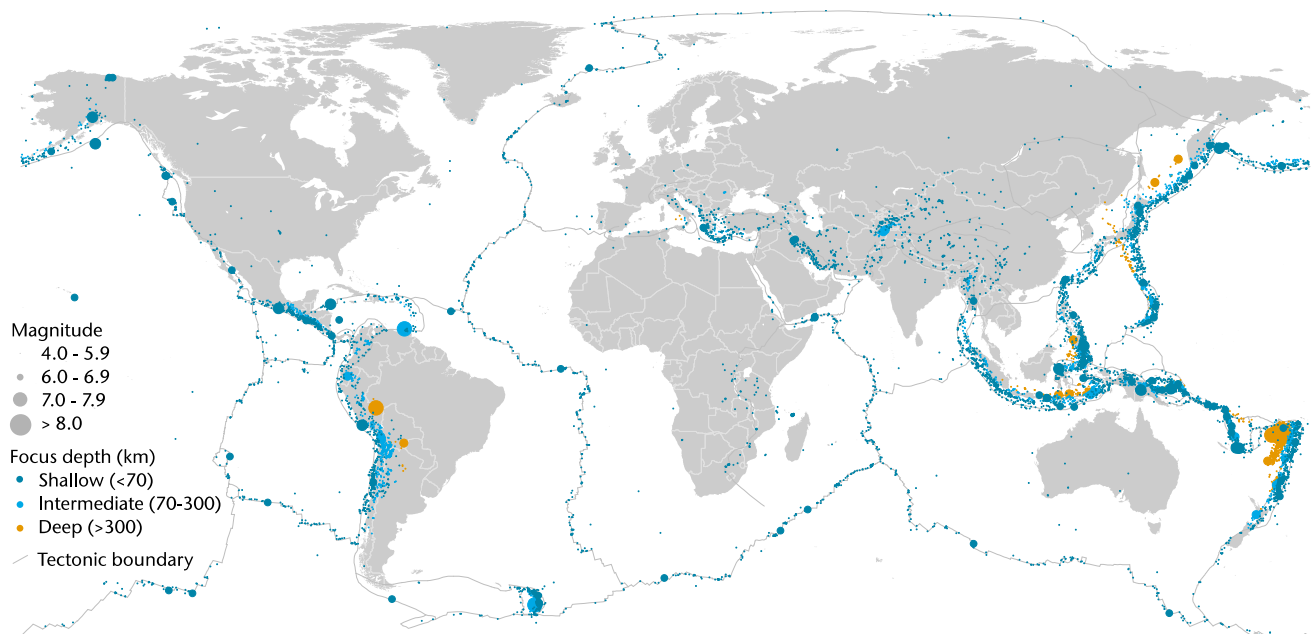 Magnitude
4.0 - 5.9
6.0 - 6.9
7.0 - 7.9
> 8.0
Focus depth (km)
Shallow (<70)
Intermediate (70-300)
Deep (>300)
Tectonic boundary